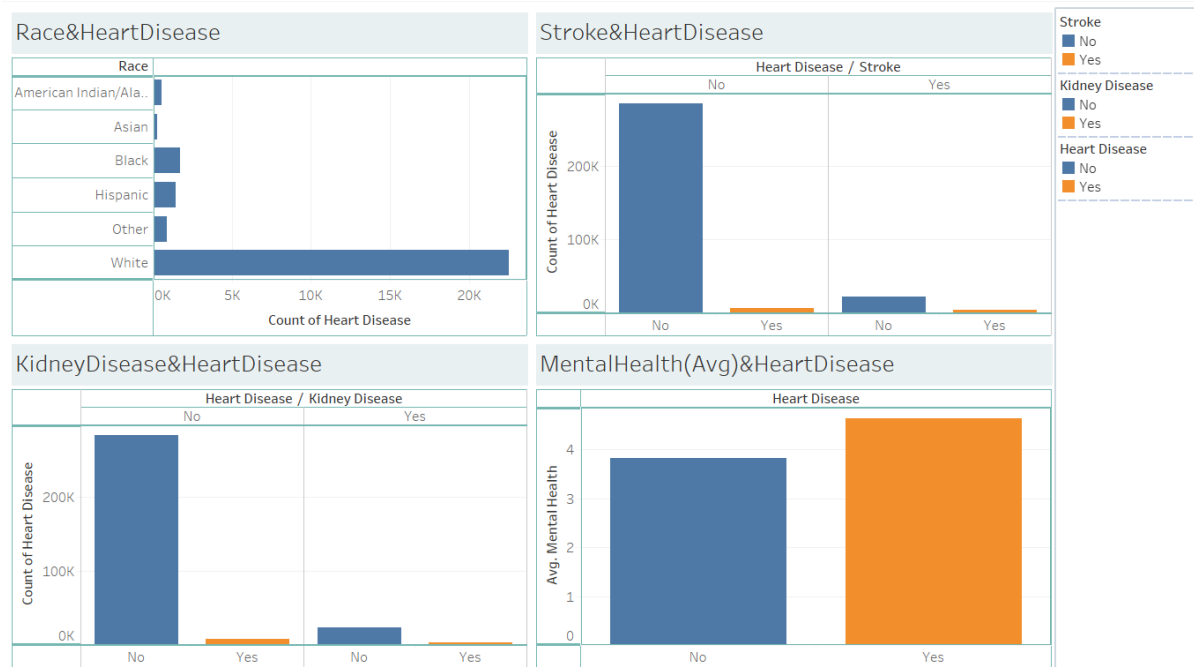 Race&HeartDisease
Race
American Indian/Ala..
Asian
Black
Hispanic
Other
White
0K 5K 10K 15K 20K
Count of Heart Disease
Stroke&HeartDisease
Heart Disease / Stroke
No Yes
Count of Heart Disease
200K
100K
0K
No Yes No Yes
Stroke
No
Yes
Kidney Disease
No
Yes
Heart Disease
No
Yes
KidneyDisease&HeartDisease
Heart Disease / Kidney Disease
No Yes
Count of Heart Disease
200K
100K
0K
No Yes No Yes
MentalHealth(Avg)&HeartDisease
Heart Disease
Avg. Mental Health
4
3
2
1
0
No Yes